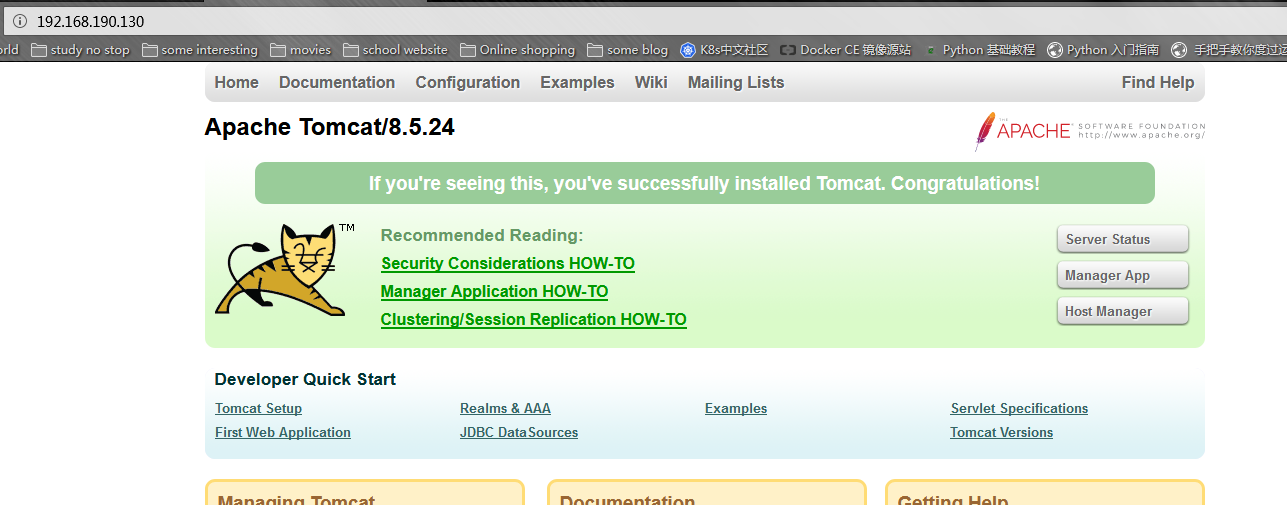 192.168.190.130
orld study no stop some interesting movies school website Online shopping some blog K8s中文社区 Docker CE 镜像源站 Python 基础教程 Python 入门指南 手把手教你度过
Home Documentation Configuration Examples Wiki Mailing Lists Find Help
Apache Tomcat/8.5.24
THE APACHE SOFTWARE FOUNDATION
http://www.apache.org/
If you're seeing this, you've successfully installed Tomcat. Congratulations!
TM
Recommended Reading:
Security Considerations HOW-TO
Manager Application HOW-TO
Clustering/Session Replication HOW-TO
Server Status
Manager App
Host Manager
Developer Quick Start
Tomcat Setup Realms & AAA Examples Servlet Specifications
First Web Application JDBC DataSources Tomcat Versions
Managing Tomcat Documentation Getting Help